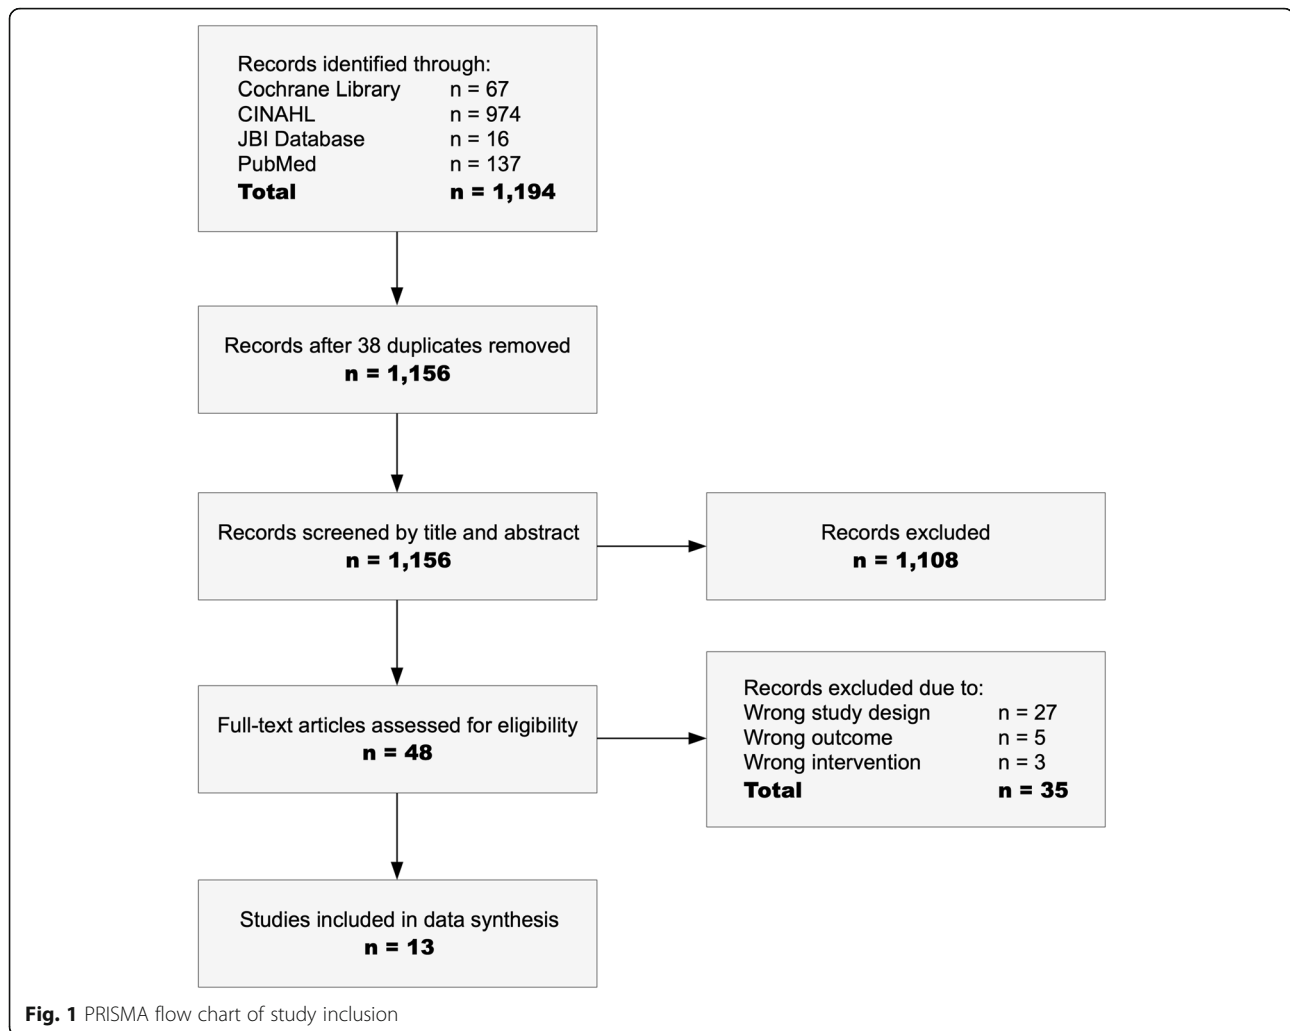 Records identified through:
Cochrane Library n = 67
CINAHL n = 974
JBI Database n = 16
PubMed n = 137
Total n = 1,194
Records after 38 duplicates removed
n = 1,156
Records screened by title and abstract
n = 1,156
Records excluded
n = 1,108
Full-text articles assessed for eligibility
n = 48
Records excluded due to:
Wrong study design n = 27
Wrong outcome n = 5
Wrong intervention n = 3
Total n = 35
Studies included in data synthesis
n = 13
Fig. 1 PRISMA flow chart of study inclusion